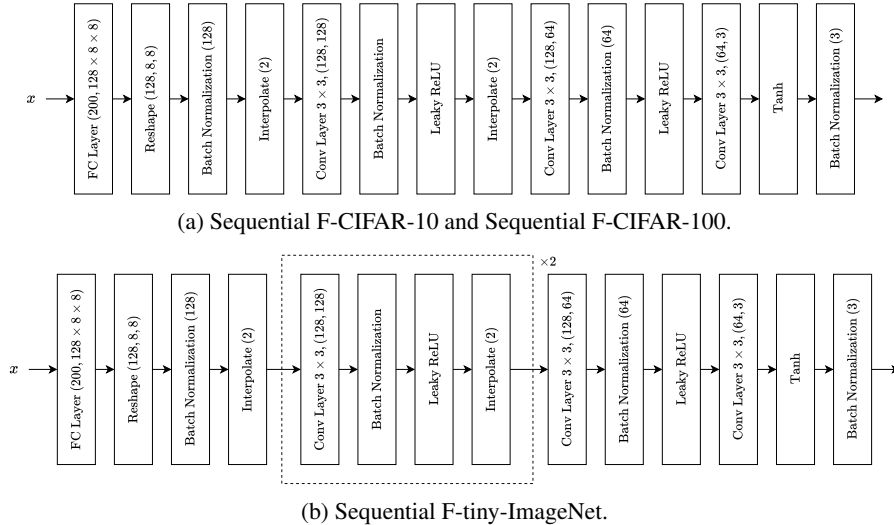 x
FC Layer (200, 128 × 8 × 8)
Reshape (128, 8, 8)
Batch Normalization (128)
Interpolate (2)
Conv Layer 3 × 3, (128, 128)
Batch Normalization
Leaky ReLU
Interpolate (2)
Conv Layer 3 × 3, (128, 64)
Batch Normalization (64)
Leaky ReLU
Conv Layer 3 × 3, (64, 3)
Tanh
Batch Normalization (3)
(a) Sequential F-CIFAR-10 and Sequential F-CIFAR-100.
x
FC Layer (200, 128 × 8 × 8)
Reshape (128, 8, 8)
Batch Normalization (128)
Interpolate (2)
Conv Layer 3 × 3, (128, 128)
Batch Normalization
Leaky ReLU
Interpolate (2)
×2
Conv Layer 3 × 3, (128, 64)
Batch Normalization (64)
Leaky ReLU
Conv Layer 3 × 3, (64, 3)
Tanh
Batch Normalization (3)
(b) Sequential F-tiny-ImageNet.